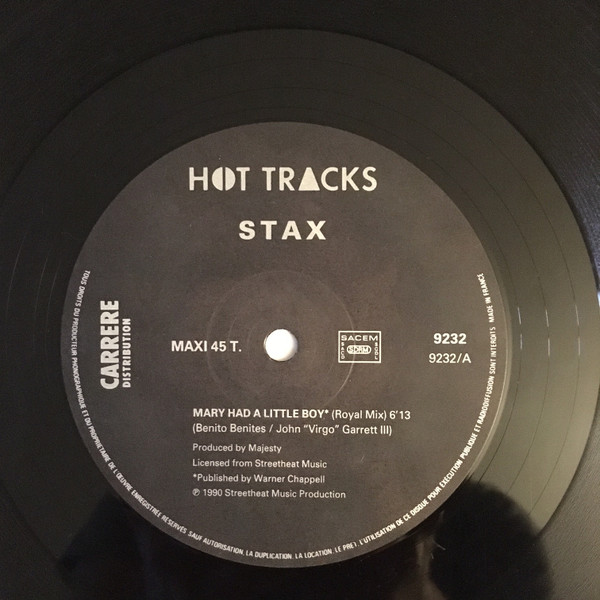 HOT TRACKS
STAX
CARRERE
DISTRIBUTION
MAXI 45 T.
SACEM
SDRM
9232
9232/A
MARY HAD A LITTLE BOY* (Royal Mix) 6'13
(Benito Benites / John "Virgo" Garrett III)
Produced by Majesty
Licensed from Streetheat Music
*Published by Warner Chappell
℗ 1990 Streetheat Music Production
TOUS DROITS DU PRODUCTEUR PHONOGRAPHIQUE ET DU PROPRIETAIRE DE L'ŒUVRE ENREGISTREE RESERVES SAUF AUTORISATION, LA DUPLICATION, LA LOCATION, LE PRET, L'UTILISATION DE CE DISQUE POUR EXECUTION PUBLIQUE ET RADIODIFFUSION SONT INTERDITS MADE IN FRANCE